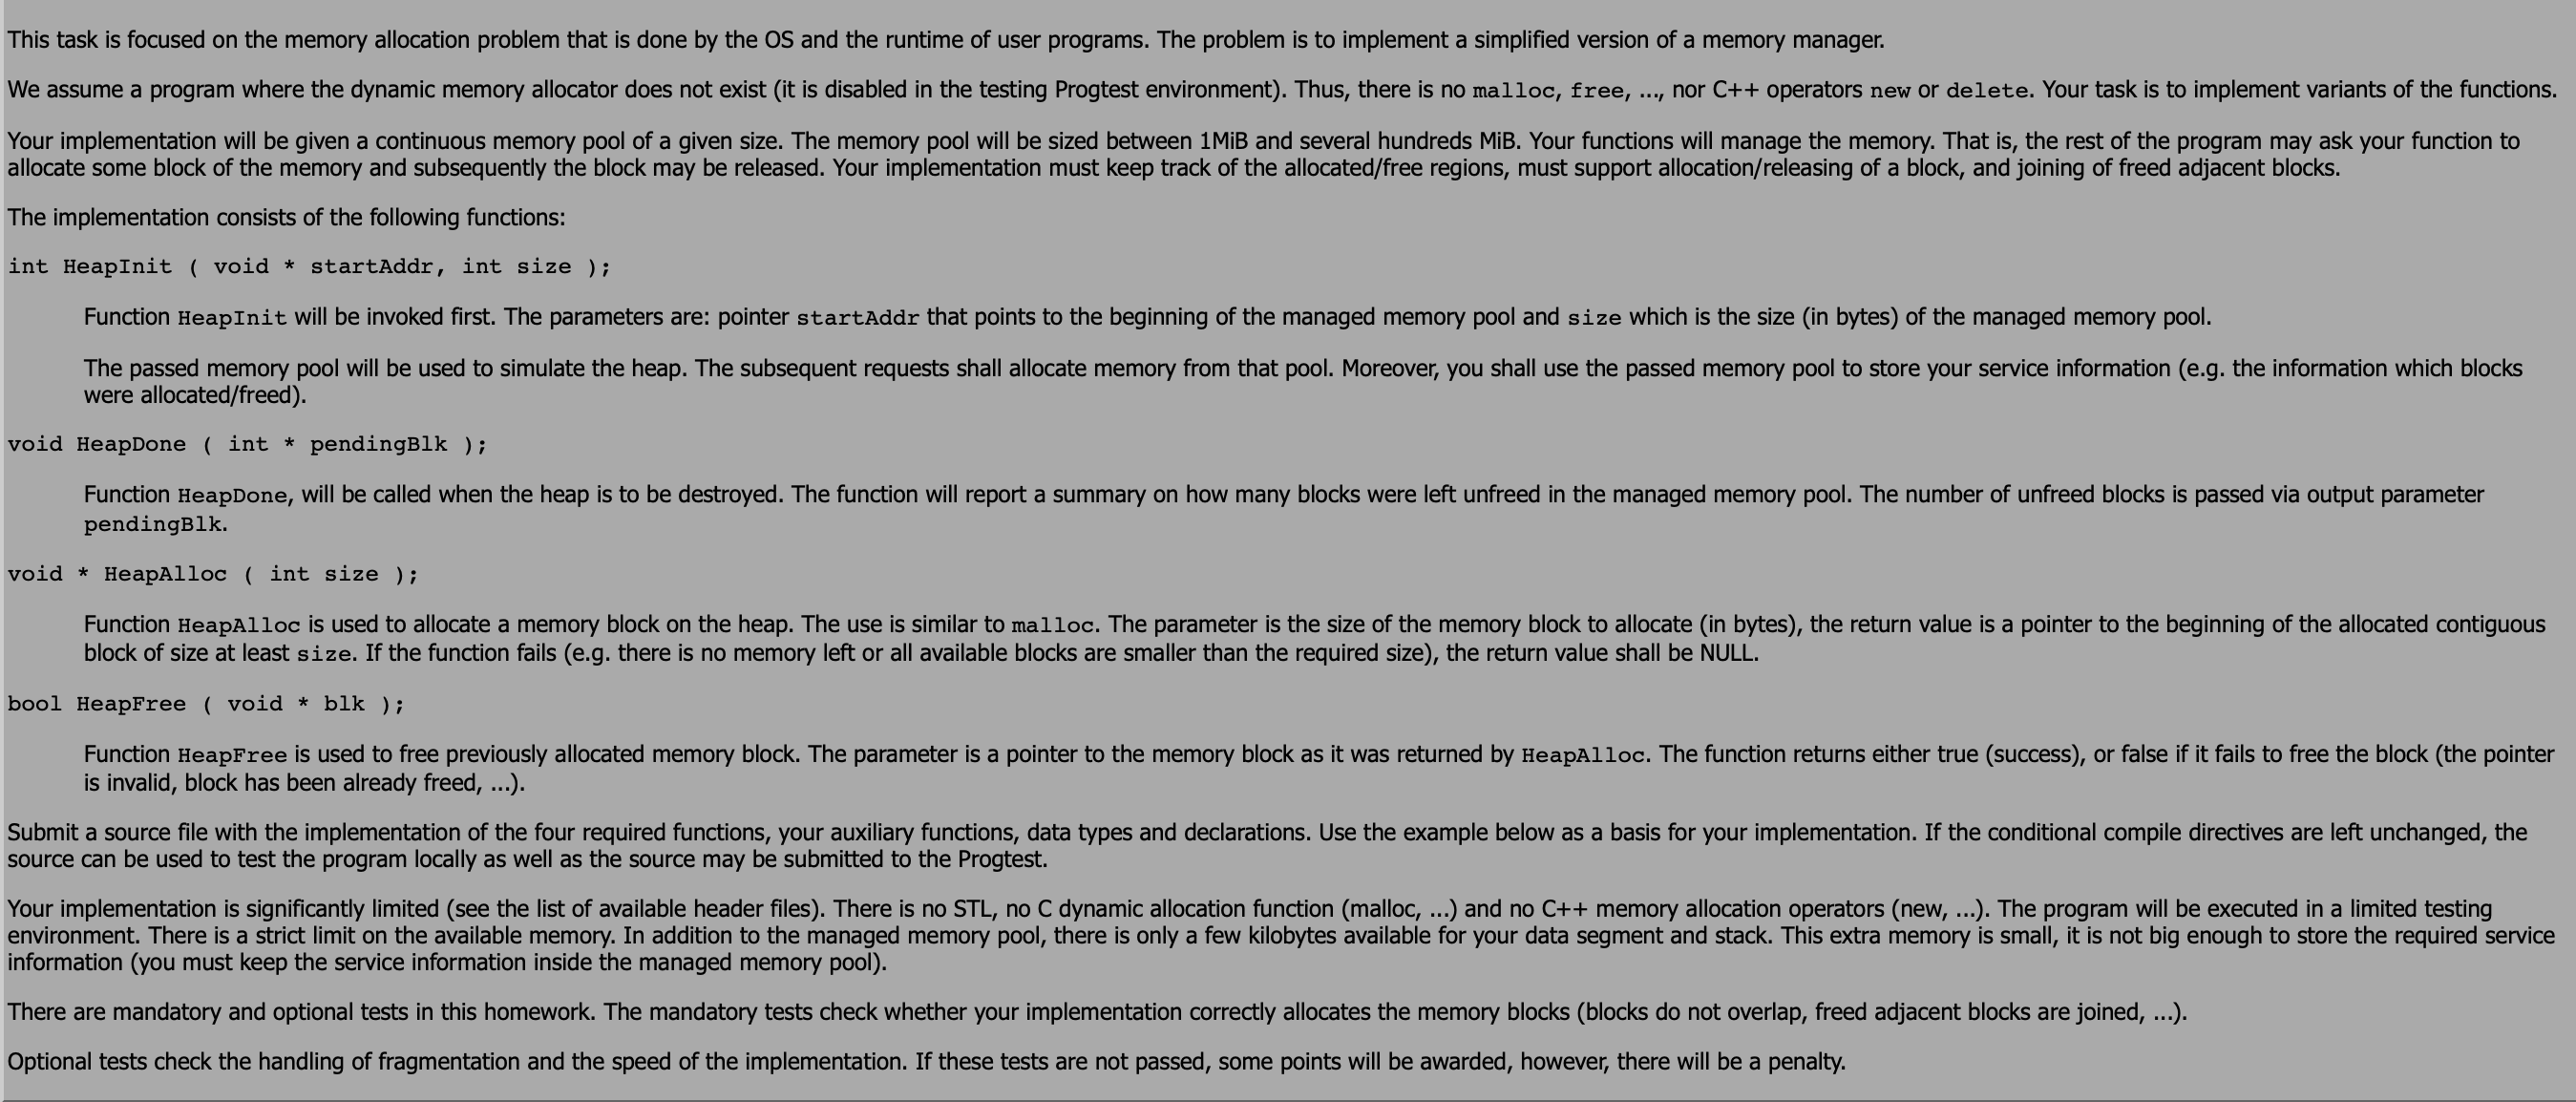 This task is focused on the memory allocation problem that is done by the OS and the runtime of user programs. The problem is to implement a simplified version of a memory manager.
We assume a program where the dynamic memory allocator does not exist (it is disabled in the testing Progtest environment). Thus, there is no malloc, free, ..., nor C++ operators new or delete. Your task is to implement variants of the functions.
Your implementation will be given a continuous memory pool of a given size. The memory pool will be sized between 1MiB and several hundreds MiB. Your functions will manage the memory. That is, the rest of the program may ask your function to
allocate some block of the memory and subsequently the block may be released. Your implementation must keep track of the allocated/free regions, must support allocation/releasing of a block, and joining of freed adjacent blocks.
The implementation consists of the following functions:
int HeapInit ( void * startAddr, int size );
Function HeapInit will be invoked first. The parameters are: pointer startAddr that points to the beginning of the managed memory pool and size which is the size (in bytes) of the managed memory pool.
The passed memory pool will be used to simulate the heap. The subsequent requests shall allocate memory from that pool. Moreover, you shall use the passed memory pool to store your service information (e.g. the information which blocks
were allocated/freed).
void HeapDone ( int * pendingBlk );
Function HeapDone, will be called when the heap is to be destroyed. The function will report a summary on how many blocks were left unfreed in the managed memory pool. The number of unfreed blocks is passed via output parameter
pendingBlk.
void * HeapAlloc ( int size );
Function HeapAlloc is used to allocate a memory block on the heap. The use is similar to malloc. The parameter is the size of the memory block to allocate (in bytes), the return value is a pointer to the beginning of the allocated contiguous
block of size at least size. If the function fails (e.g. there is no memory left or all available blocks are smaller than the required size), the return value shall be NULL.
bool HeapFree ( void * blk );
Function HeapFree is used to free previously allocated memory block. The parameter is a pointer to the memory block as it was returned by HeapAlloc. The function returns either true (success), or false if it fails to free the block (the pointer
is invalid, block has been already freed, ...).
Submit a source file with the implementation of the four required functions, your auxiliary functions, data types and declarations. Use the example below as a basis for your implementation. If the conditional compile directives are left unchanged, the
source can be used to test the program locally as well as the source may be submitted to the Progtest.
Your implementation is significantly limited (see the list of available header files). There is no STL, no C dynamic allocation function (malloc, ...) and no C++ memory allocation operators (new, ...). The program will be executed in a limited testing
environment. There is a strict limit on the available memory. In addition to the managed memory pool, there is only a few kilobytes available for your data segment and stack. This extra memory is small, it is not big enough to store the required service
information (you must keep the service information inside the managed memory pool).
There are mandatory and optional tests in this homework. The mandatory tests check whether your implementation correctly allocates the memory blocks (blocks do not overlap, freed adjacent blocks are joined, ...).
Optional tests check the handling of fragmentation and the speed of the implementation. If these tests are not passed, some points will be awarded, however, there will be a penalty.